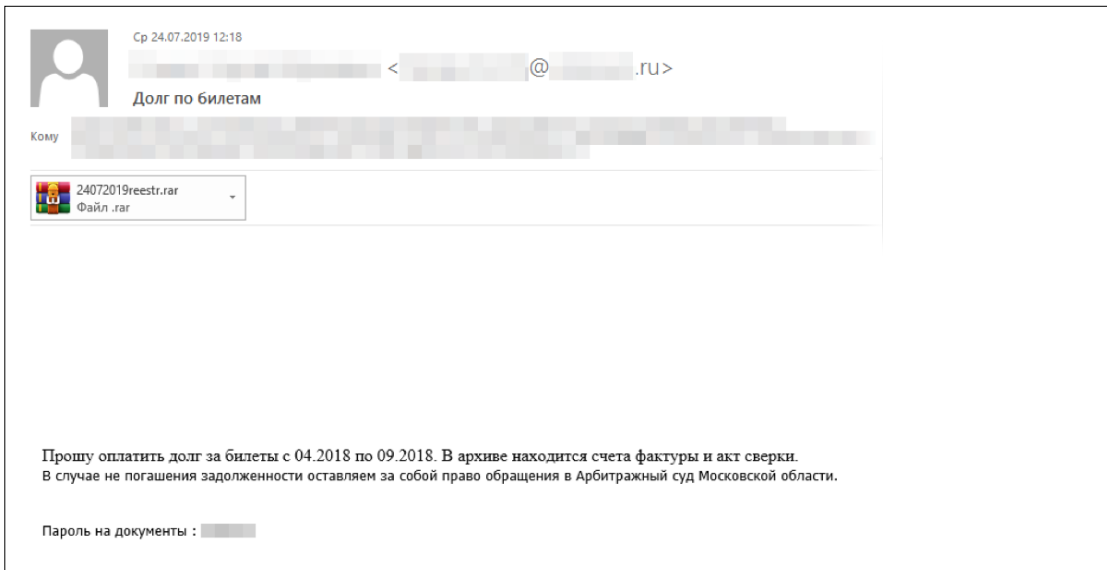 Ср 24.07.2019 12:18
< @ .ru>
Долг по билетам
Кому
24072019reestr.rar
Файл .rar
Прошу оплатить долг за билеты с 04.2018 по 09.2018. В архиве находится счета фактуры и акт сверки.
В случае не погашения задолженности оставляем за собой право обращения в Арбитражный суд Московской области.
Пароль на документы :